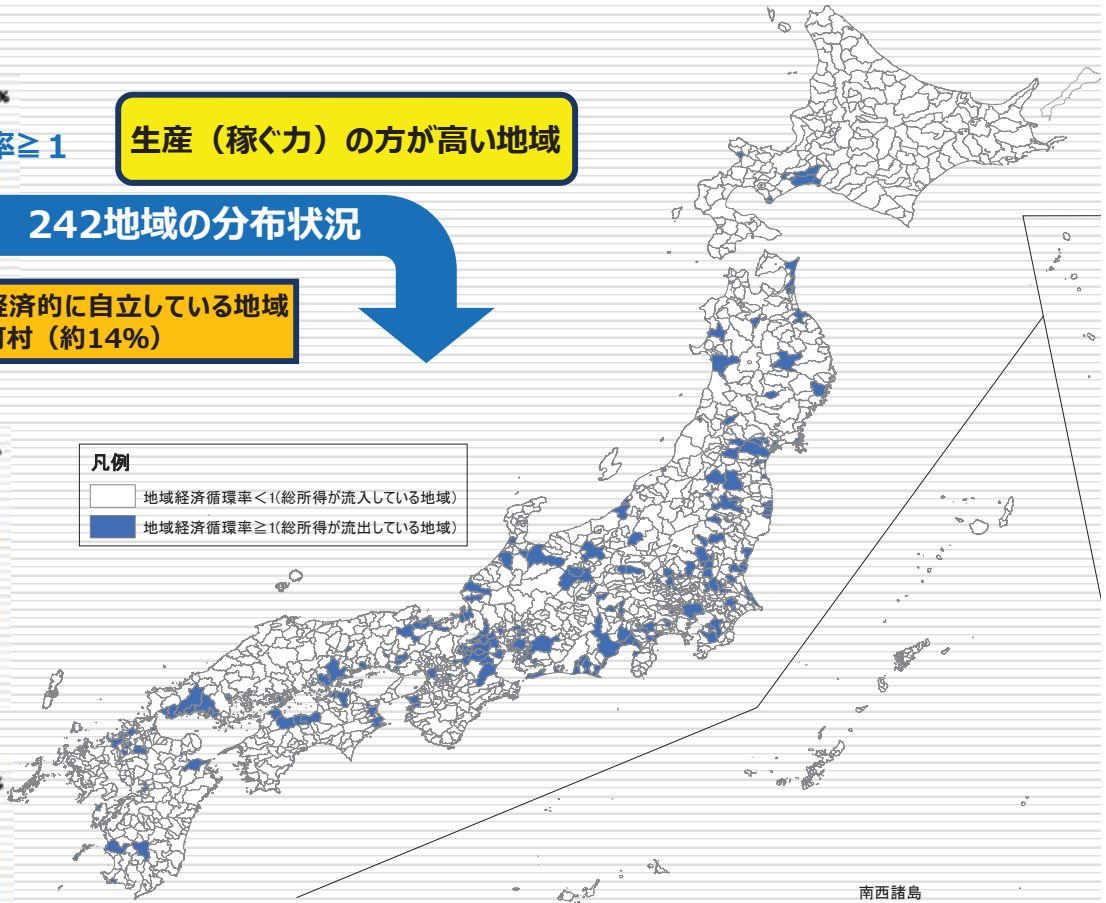 %
率≧1
生産（稼ぐ力）の方が高い地域
242地域の分布状況
経済的に自立している地域
町村（約14%）
凡例
地域経済循環率＜1(総所得が流入している地域)
地域経済循環率≧1(総所得が流出している地域)
南西諸島